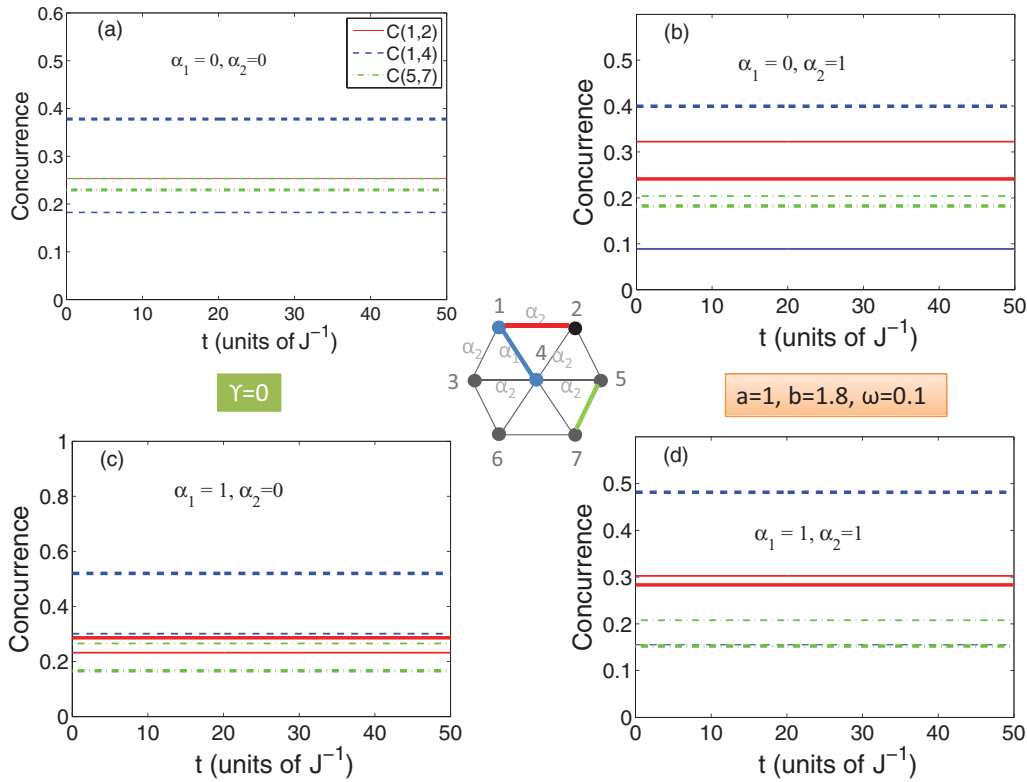 (a)
α₁ = 0, α₂=0
C(1,2)
C(1,4)
C(5,7)
Concurrence
0.6
0.5
0.4
0.3
0.2
0.1
0
0 10 20 30 40 50
t (units of J⁻¹)
(b)
α₁ = 0, α₂=1
Concurrence
0.5
0.4
0.3
0.2
0.1
0
0 10 20 30 40 50
t (units of J⁻¹)
1
2
α₂
α₂
α₁
4
α₂
3
α₂
α₂
5
6
7
ϒ=0
a=1, b=1.8, ω=0.1
(c)
α₁ = 1, α₂=0
Concurrence
1
0.8
0.6
0.4
0.2
0
0 10 20 30 40 50
t (units of J⁻¹)
(d)
α₁ = 1, α₂=1
Concurrence
0.5
0.4
0.3
0.2
0.1
0
0 10 20 30 40 50
t (units of J⁻¹)